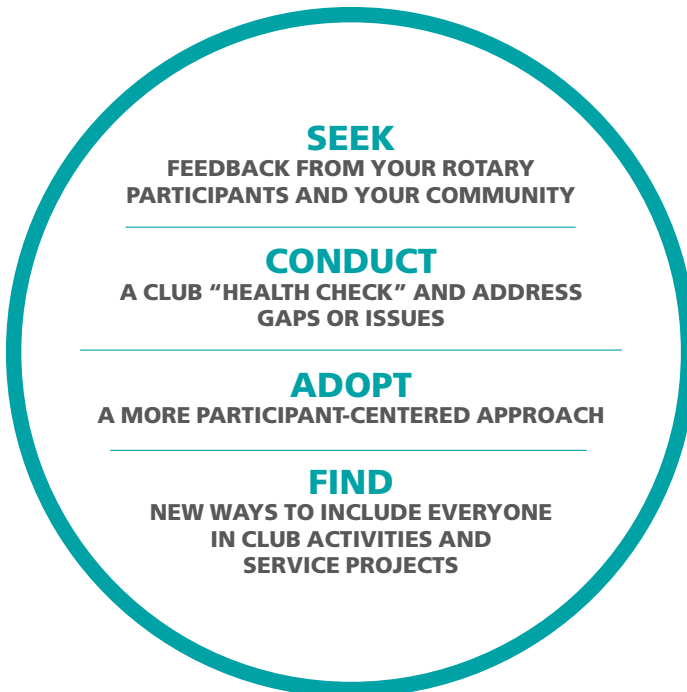 SEEK
FEEDBACK FROM YOUR ROTARY
PARTICIPANTS AND YOUR COMMUNITY
CONDUCT
A CLUB “HEALTH CHECK” AND ADDRESS
GAPS OR ISSUES
ADOPT
A MORE PARTICIPANT-CENTERED APPROACH
FIND
NEW WAYS TO INCLUDE EVERYONE
IN CLUB ACTIVITIES AND
SERVICE PROJECTS